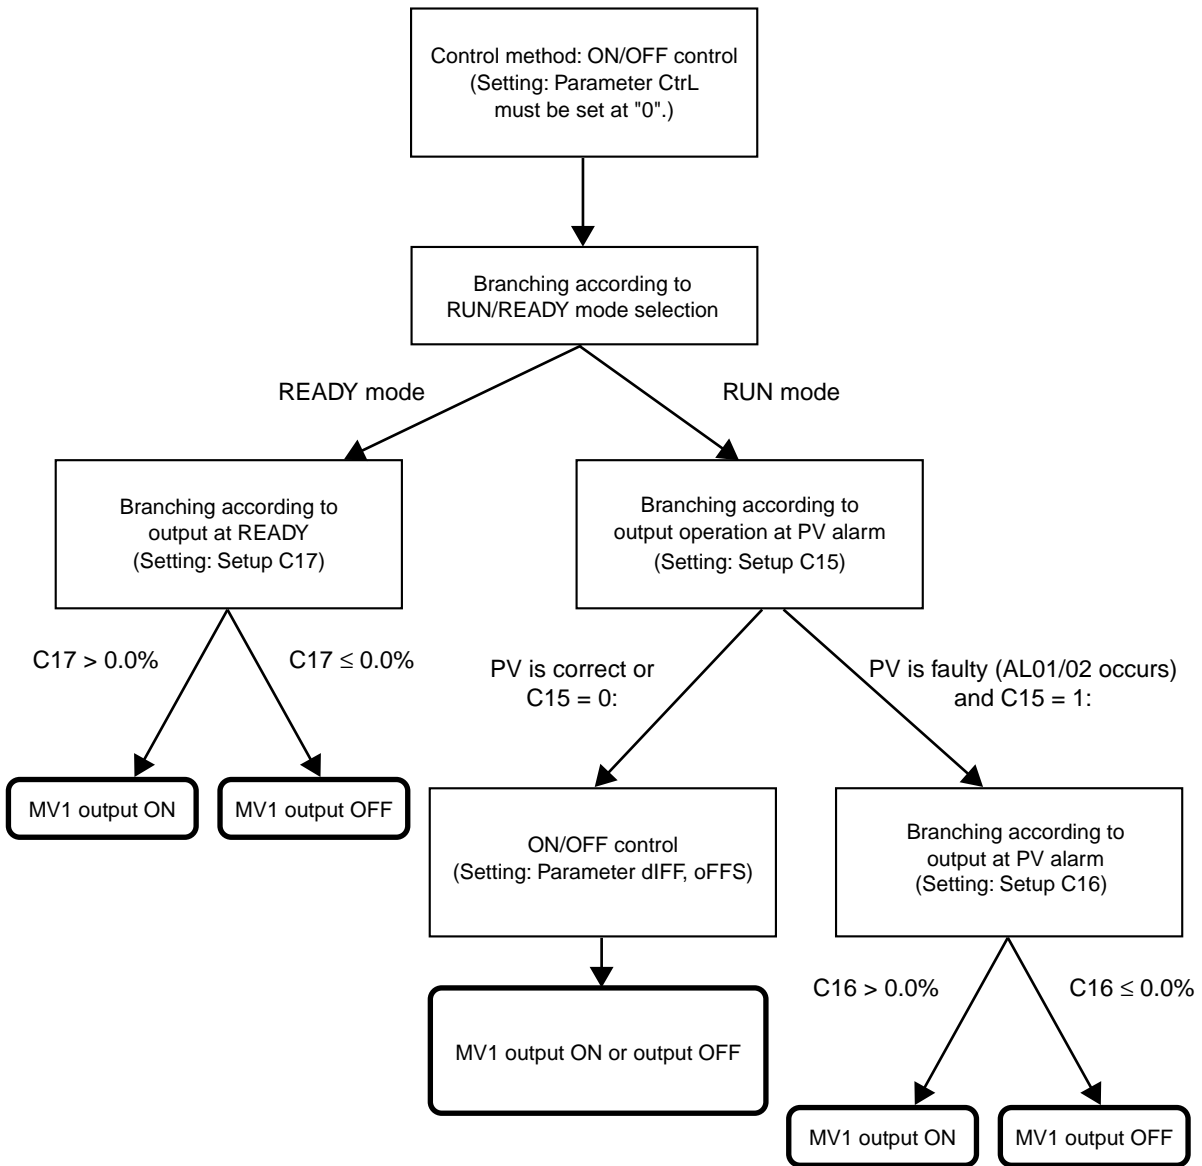 Control method: ON/OFF control
(Setting: Parameter CtrL
must be set at "0".)
Branching according to
RUN/READY mode selection
READY mode
RUN mode
Branching according to
output at READY
(Setting: Setup C17)
Branching according to
output operation at PV alarm
(Setting: Setup C15)
C17 > 0.0%
C17 ≤ 0.0%
PV is correct or
C15 = 0:
PV is faulty (AL01/02 occurs)
and C15 = 1:
MV1 output ON
MV1 output OFF
ON/OFF control
(Setting: Parameter dIFF, oFFS)
Branching according to
output at PV alarm
(Setting: Setup C16)
C16 > 0.0%
C16 ≤ 0.0%
MV1 output ON or output OFF
MV1 output ON
MV1 output OFF